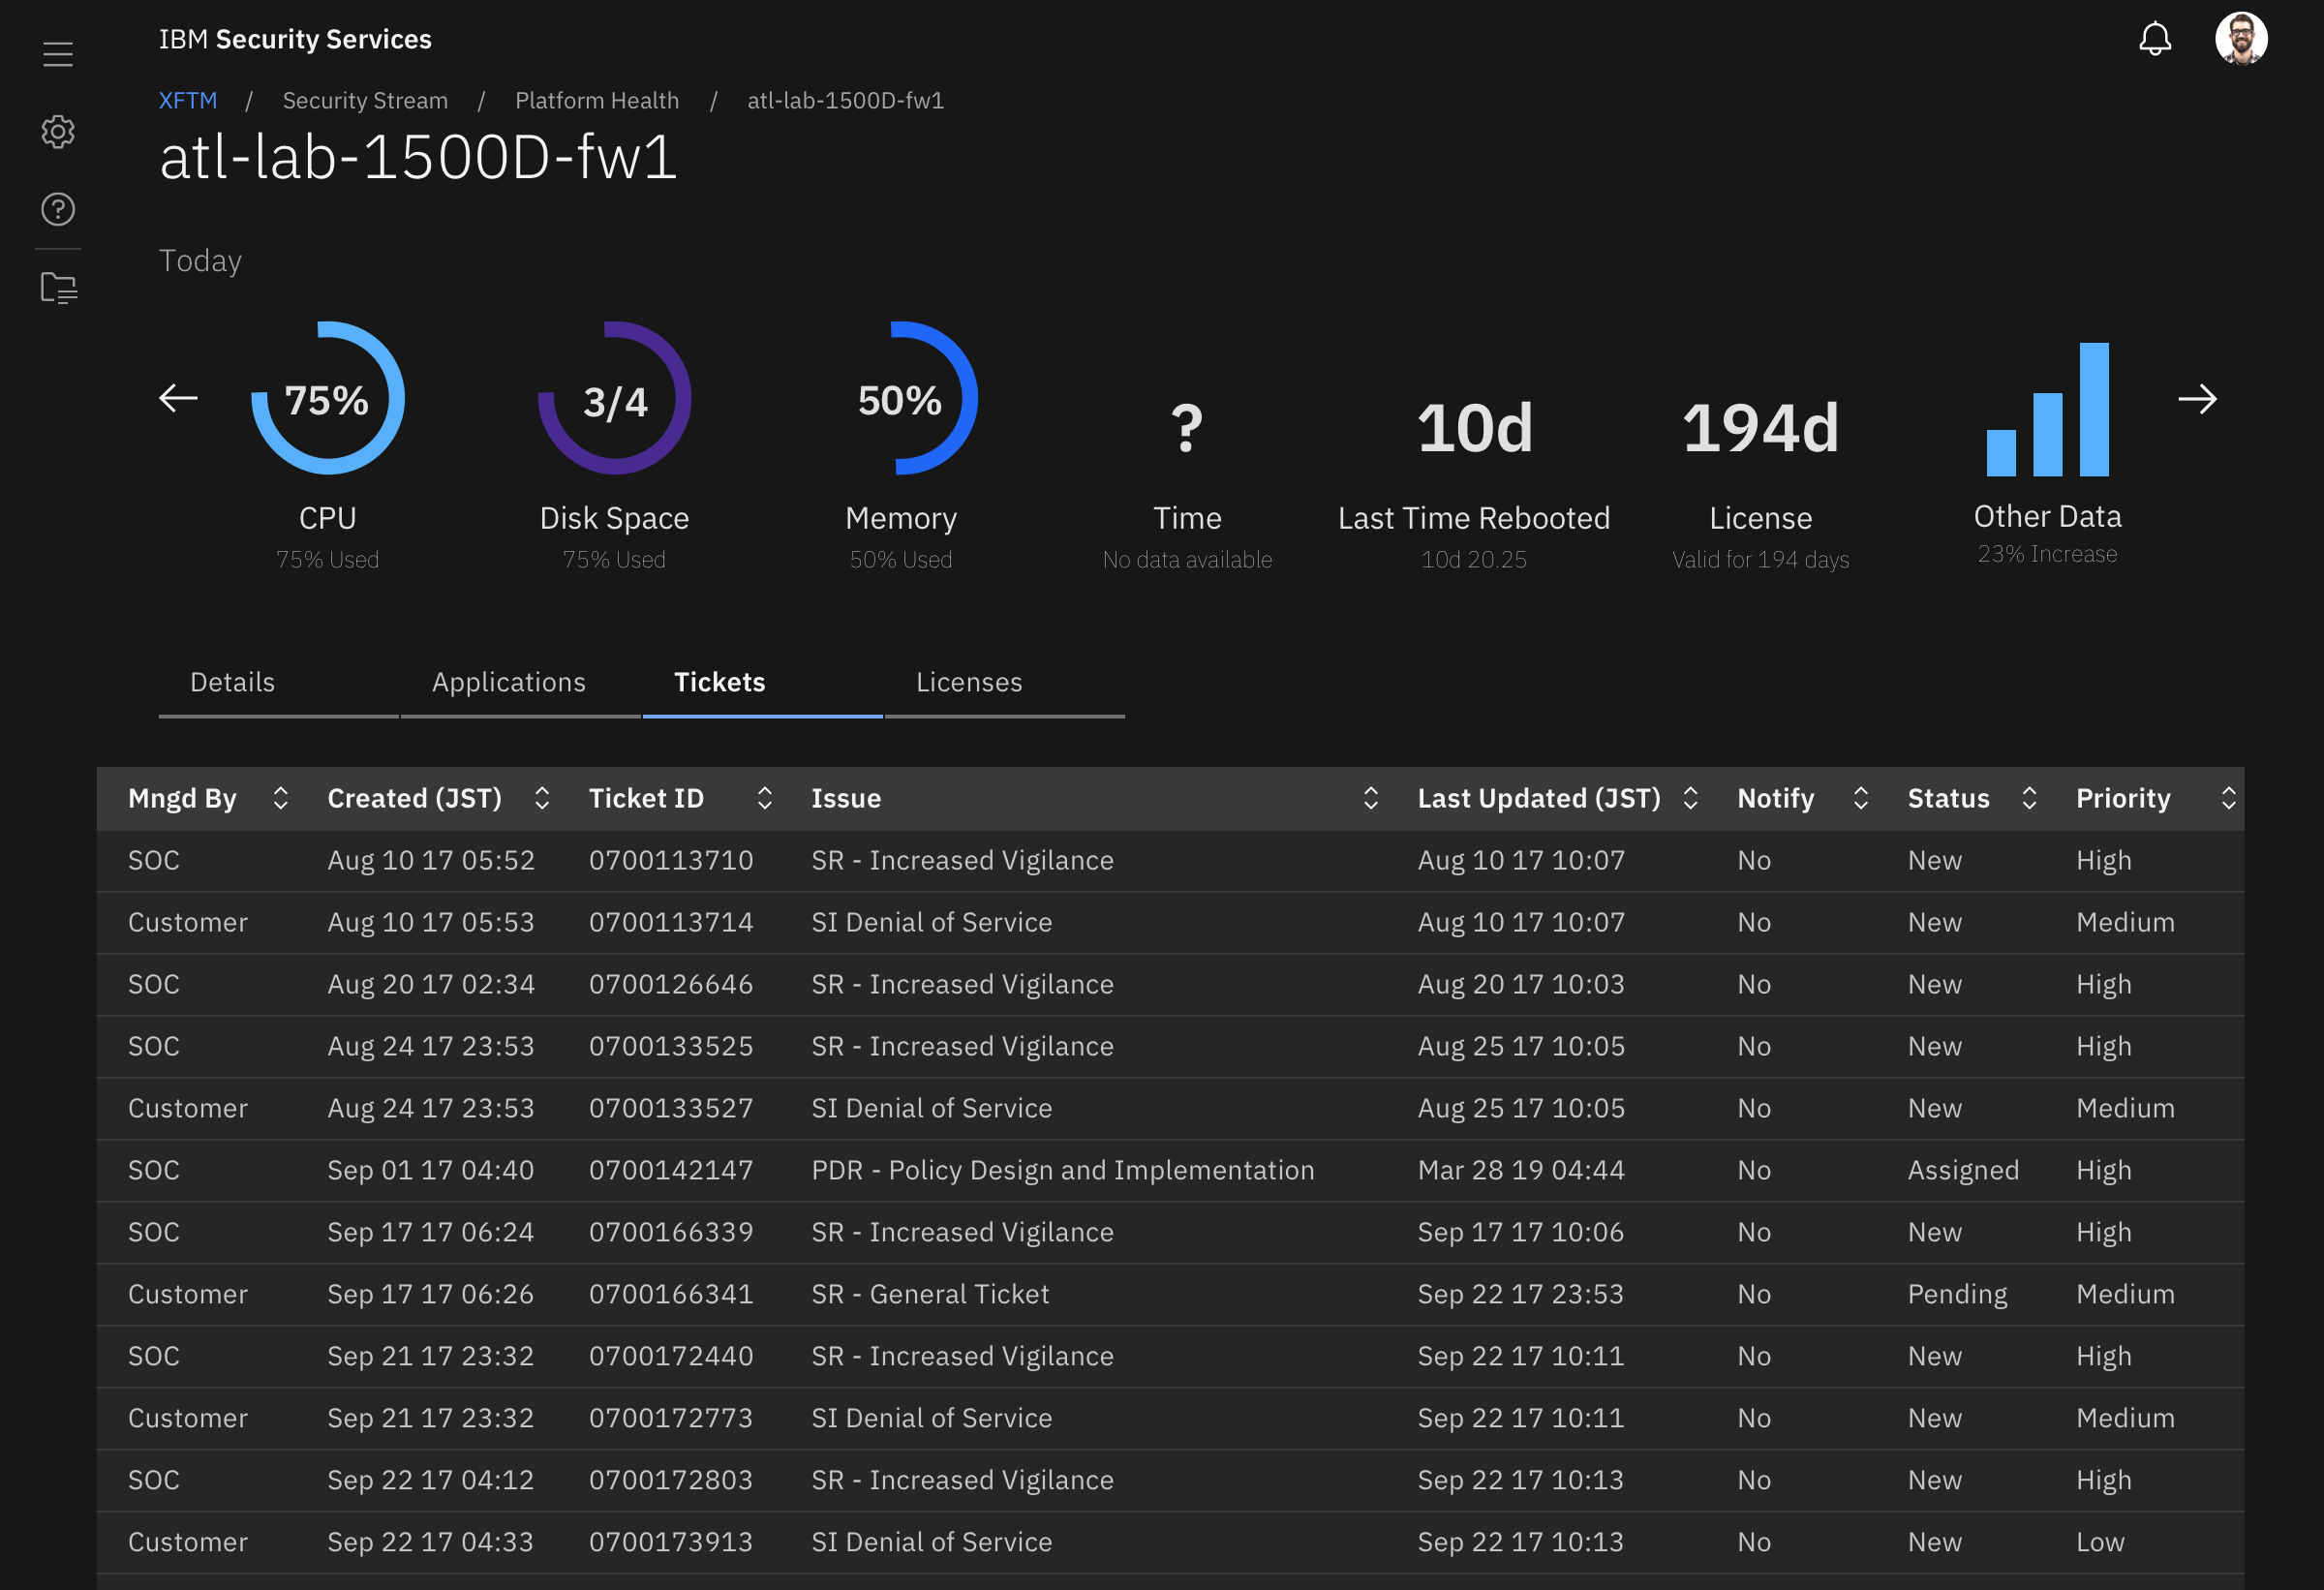 IBM Security Services
XFTM / Security Stream / Platform Health / atl-lab-1500D-fw1
atl-lab-1500D-fw1
Today
75% 3/4 50% ? 10d 194d
CPU Disk Space Memory Time Last Time Rebooted License Other Data
75% Used 75% Used 50% Used No data available 10d 20.25 Valid for 194 days 23% Increase
Details Applications Tickets Licenses
Mngd By Created (JST) Ticket ID Issue Last Updated (JST) Notify Status Priority
SOC Aug 10 17 05:52 0700113710 SR - Increased Vigilance Aug 10 17 10:07 No New High
Customer Aug 10 17 05:53 0700113714 SI Denial of Service Aug 10 17 10:07 No New Medium
SOC Aug 20 17 02:34 0700126646 SR - Increased Vigilance Aug 20 17 10:03 No New High
SOC Aug 24 17 23:53 0700133525 SR - Increased Vigilance Aug 25 17 10:05 No New High
Customer Aug 24 17 23:53 0700133527 SI Denial of Service Aug 25 17 10:05 No New Medium
SOC Sep 01 17 04:40 0700142147 PDR - Policy Design and Implementation Mar 28 19 04:44 No Assigned High
SOC Sep 17 17 06:24 0700166339 SR - Increased Vigilance Sep 17 17 10:06 No New High
Customer Sep 17 17 06:26 0700166341 SR - General Ticket Sep 22 17 23:53 No Pending Medium
SOC Sep 21 17 23:32 0700172440 SR - Increased Vigilance Sep 22 17 10:11 No New High
Customer Sep 21 17 23:32 0700172773 SI Denial of Service Sep 22 17 10:11 No New Medium
SOC Sep 22 17 04:12 0700172803 SR - Increased Vigilance Sep 22 17 10:13 No New High
Customer Sep 22 17 04:33 0700173913 SI Denial of Service Sep 22 17 10:13 No New Low